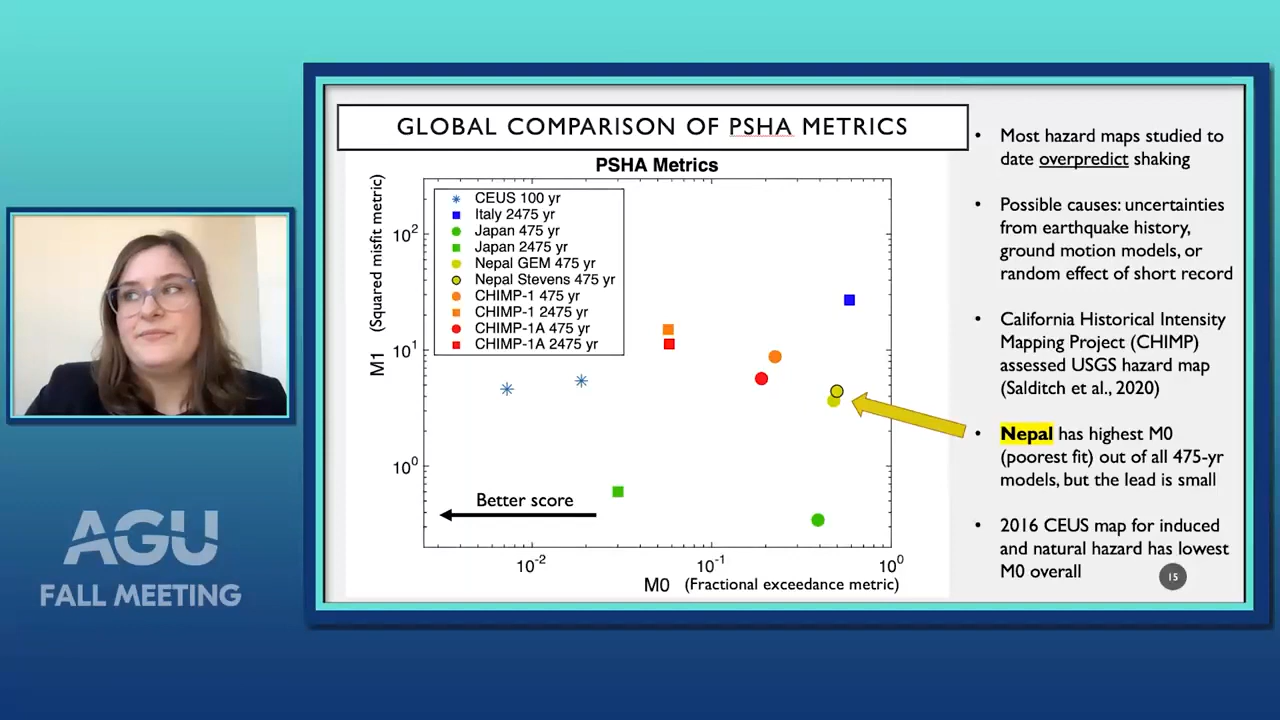 GLOBAL COMPARISON OF PSHA METRICS
PSHA Metrics
M1 (Squared misfit metric)
10²
10¹
10⁰
CEUS 100 yr
Italy 2475 yr
Japan 475 yr
Japan 2475 yr
Nepal GEM 475 yr
Nepal Stevens 475 yr
CHIMP-1 475 yr
CHIMP-1 2475 yr
CHIMP-1A 475 yr
CHIMP-1A 2475 yr
Better score
10⁻² 10⁻¹ 10⁰
M0 (Fractional exceedance metric)
• Most hazard maps studied to
date overpredict shaking
• Possible causes: uncertainties
from earthquake history,
ground motion models, or
random effect of short record
• California Historical Intensity
Mapping Project (CHIMP)
assessed USGS hazard map
(Salditch et al., 2020)
• Nepal has highest M0
(poorest fit) out of all 475-yr
models, but the lead is small
• 2016 CEUS map for induced
and natural hazard has lowest
M0 overall
15
AGU
FALL MEETING